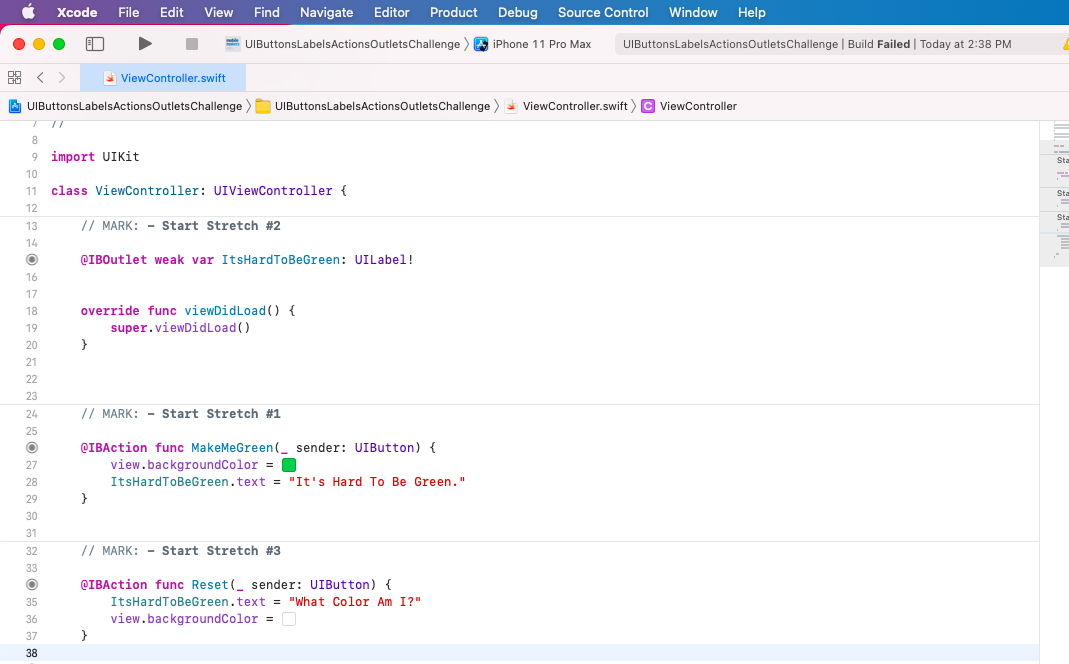 Xcode File Edit View Find Navigate Editor Product Debug Source Control Window Help
UIButtonsLabelsActionsOutletsChallenge 〉 iPhone 11 Pro Max UIButtonsLabelsActionsOutletsChallenge | Build Failed | Today at 2:38 PM
ViewController.swift
UIButtonsLabelsActionsOutletsChallenge 〉 UIButtonsLabelsActionsOutletsChallenge 〉 ViewController.swift 〉 C ViewController
7 //
8
9 import UIKit
10
11 class ViewController: UIViewController {
12
13 // MARK: - Start Stretch #2
14
@IBOutlet weak var ItsHardToBeGreen: UILabel!
16
17
18 override func viewDidLoad() {
19 super.viewDidLoad()
20 }
21
22
23
24 // MARK: - Start Stretch #1
25
@IBAction func MakeMeGreen(_ sender: UIButton) {
27 view.backgroundColor =
28 ItsHardToBeGreen.text = "It's Hard To Be Green."
29 }
30
31
32 // MARK: - Start Stretch #3
33
@IBAction func Reset(_ sender: UIButton) {
35 ItsHardToBeGreen.text = "What Color Am I?"
36 view.backgroundColor =
37 }
38
Sta
Sta
Sta